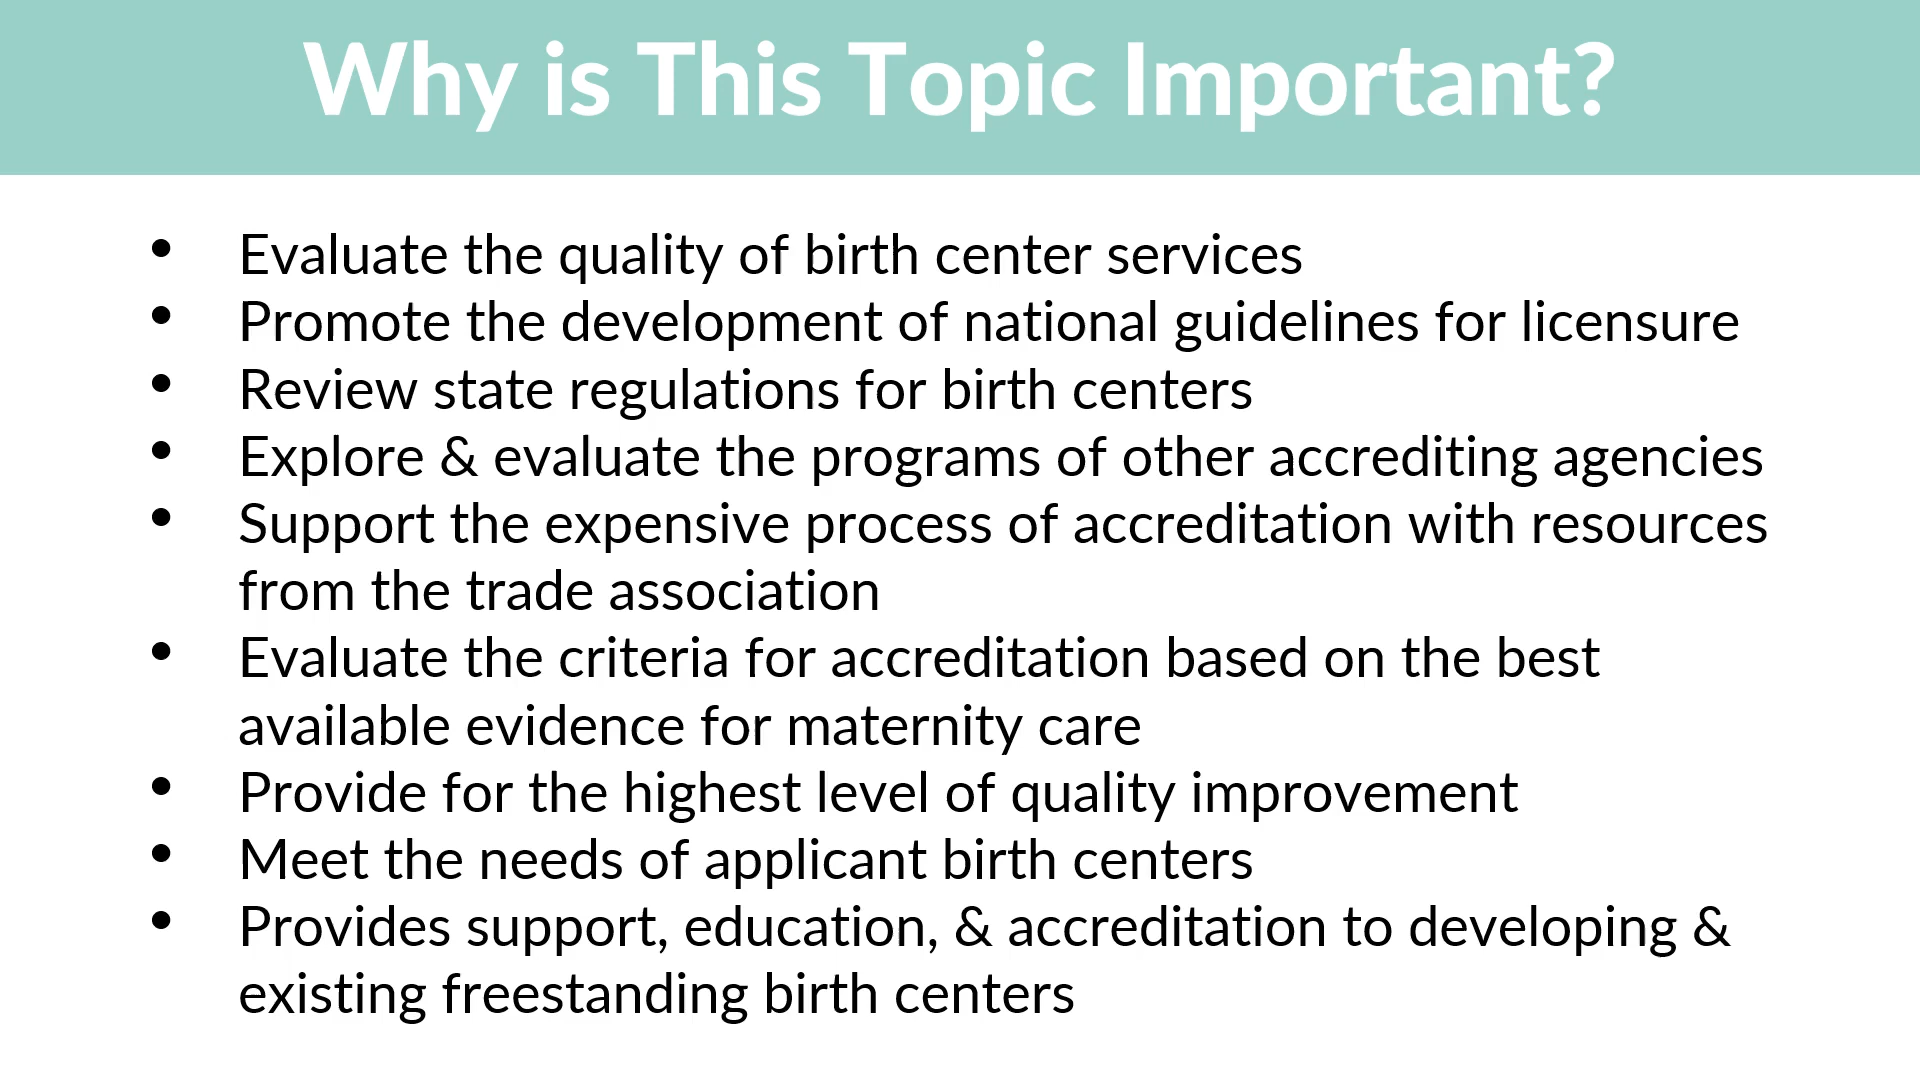 Why is This Topic Important?
• Evaluate the quality of birth center services
• Promote the development of national guidelines for licensure
• Review state regulations for birth centers
• Explore & evaluate the programs of other accrediting agencies
• Support the expensive process of accreditation with resources
from the trade association
• Evaluate the criteria for accreditation based on the best
available evidence for maternity care
• Provide for the highest level of quality improvement
• Meet the needs of applicant birth centers
• Provides support, education, & accreditation to developing &
existing freestanding birth centers